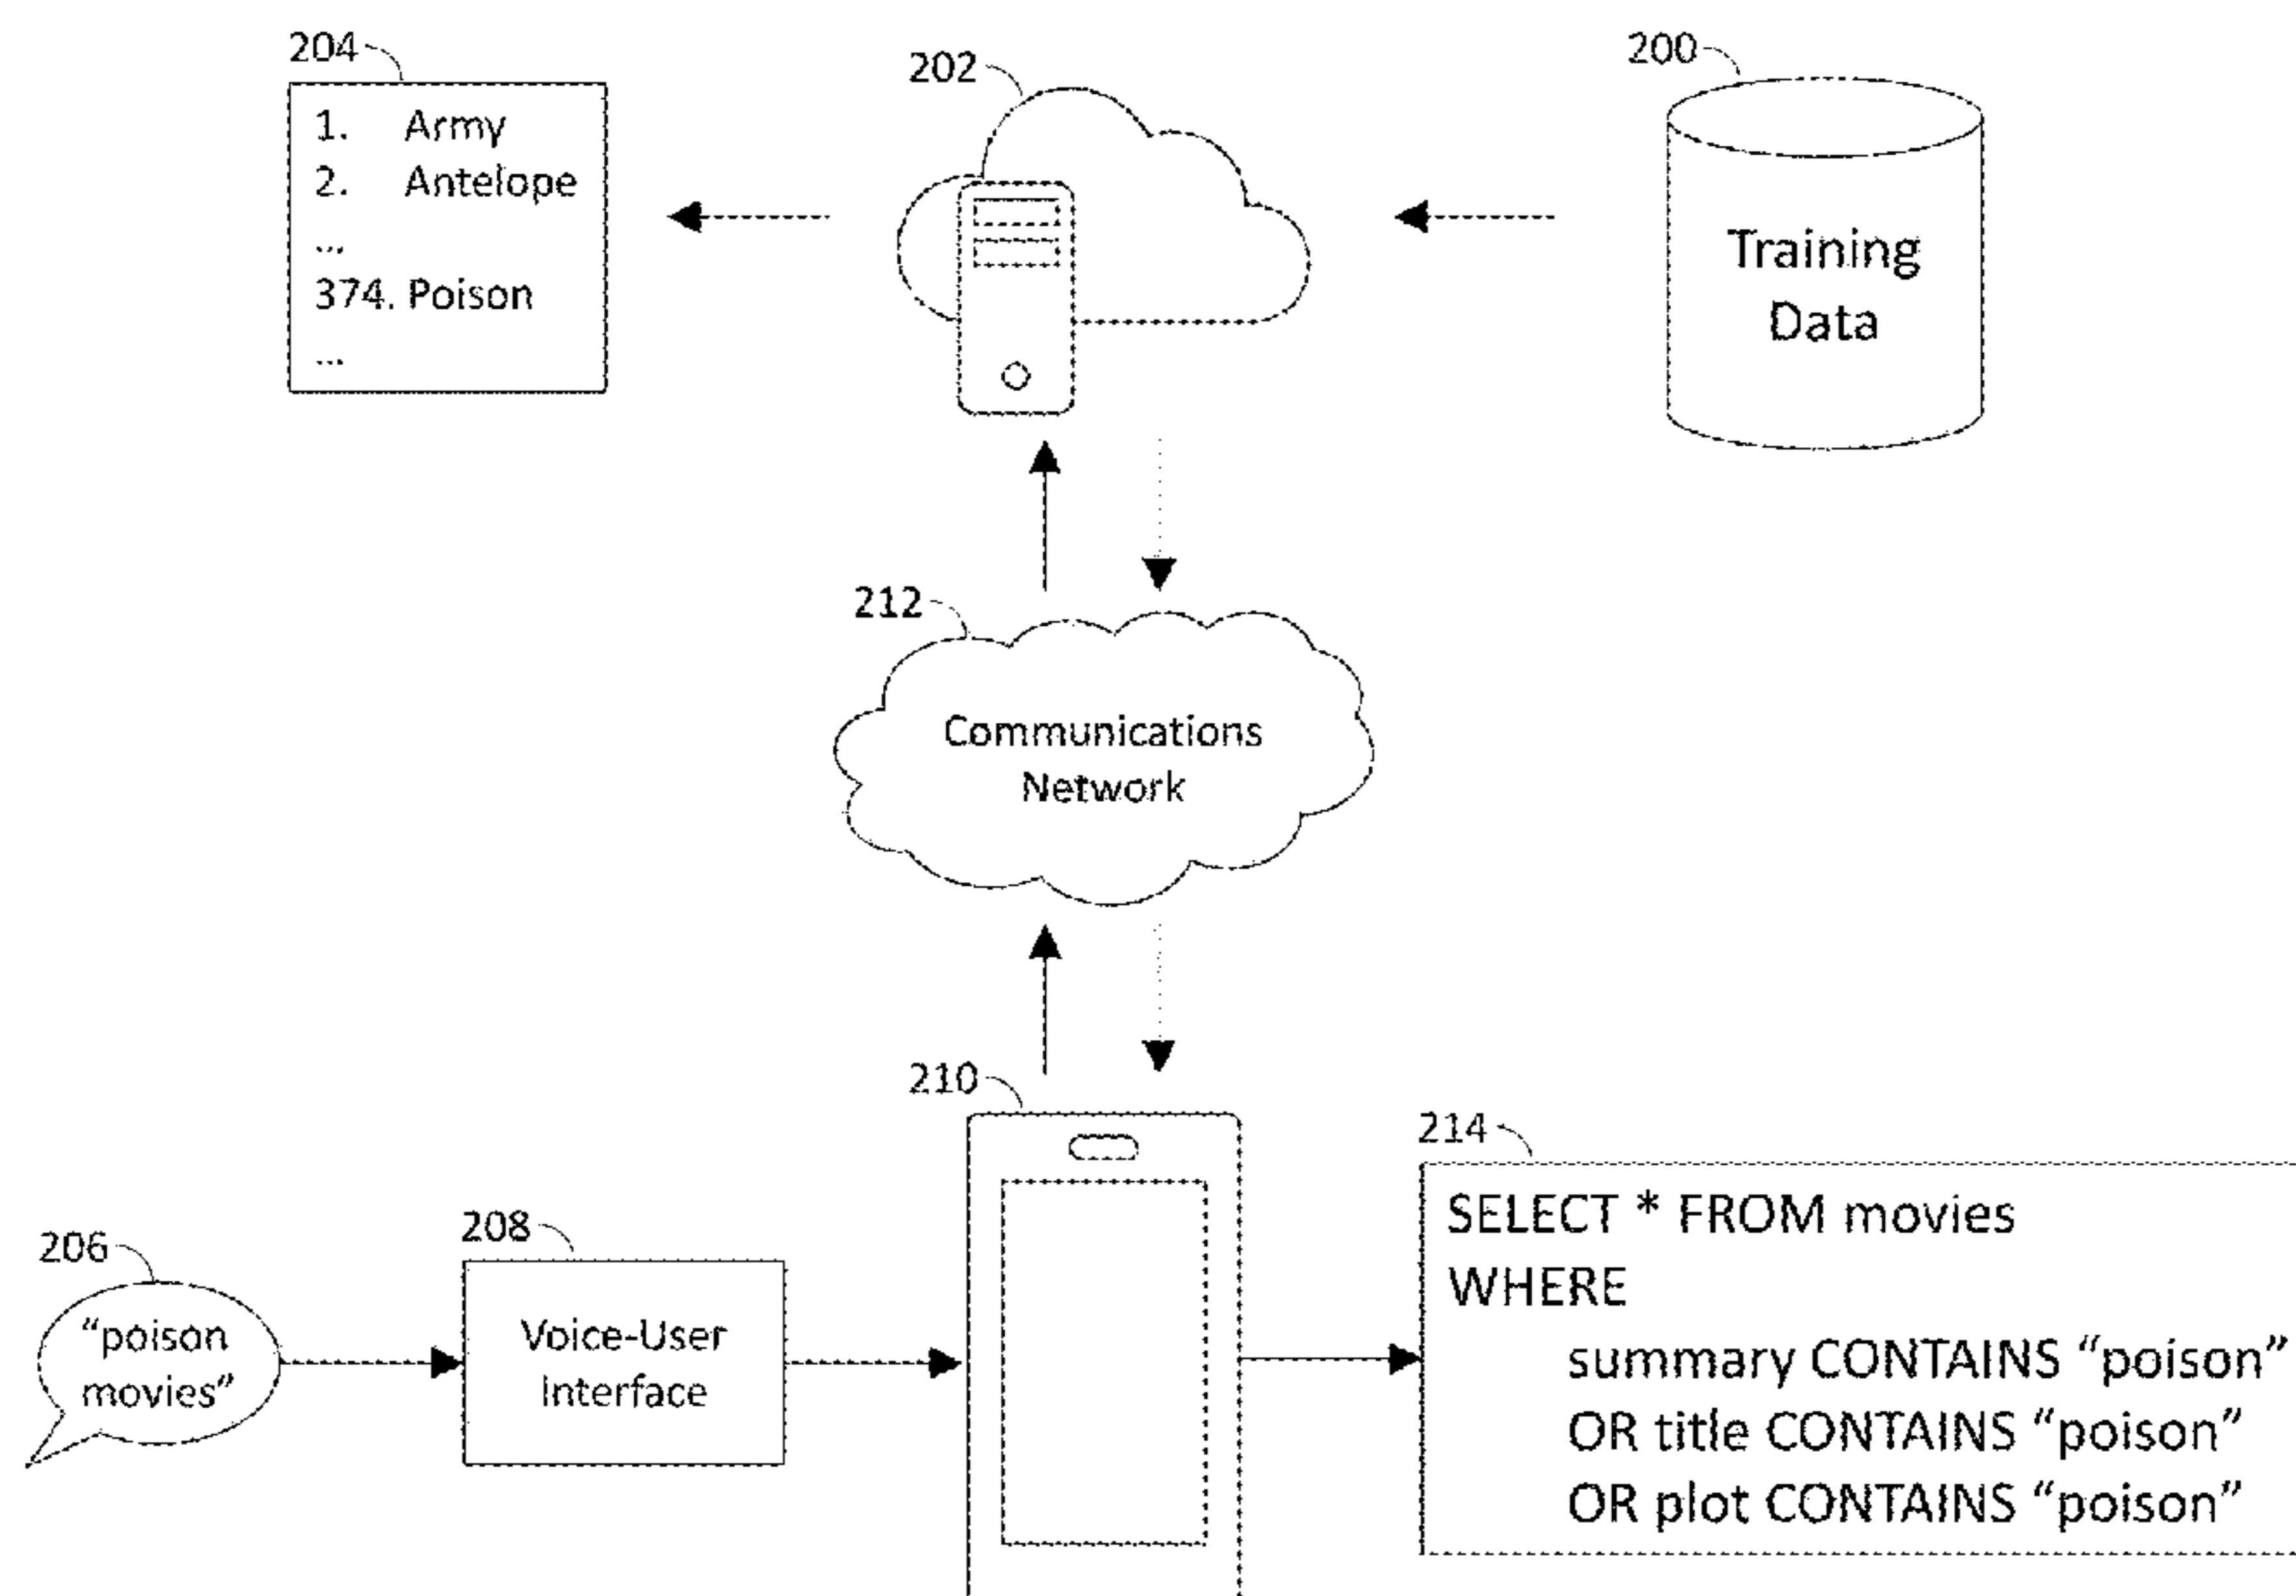 204
1. Army
2. Antelope
...
374. Poison
...
202
200
Training
Data
212
Communications
Network
206
“poison
movies”
208
Voice-User
Interface
210
214
SELECT * FROM movies
WHERE
summary CONTAINS “poison”
OR title CONTAINS “poison”
OR plot CONTAINS “poison”